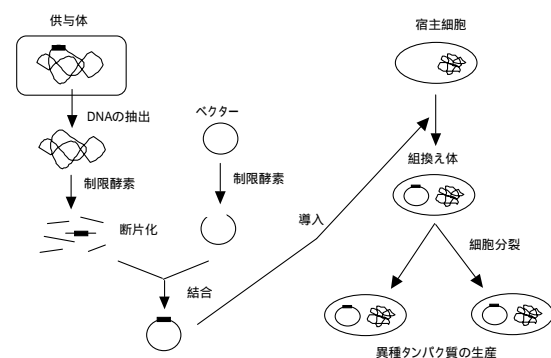 供与体
DNAの抽出
制限酵素
断片化
ベクター
制限酵素
結合
導入
宿主細胞
組換え体
細胞分裂
異種タンパク質の生産